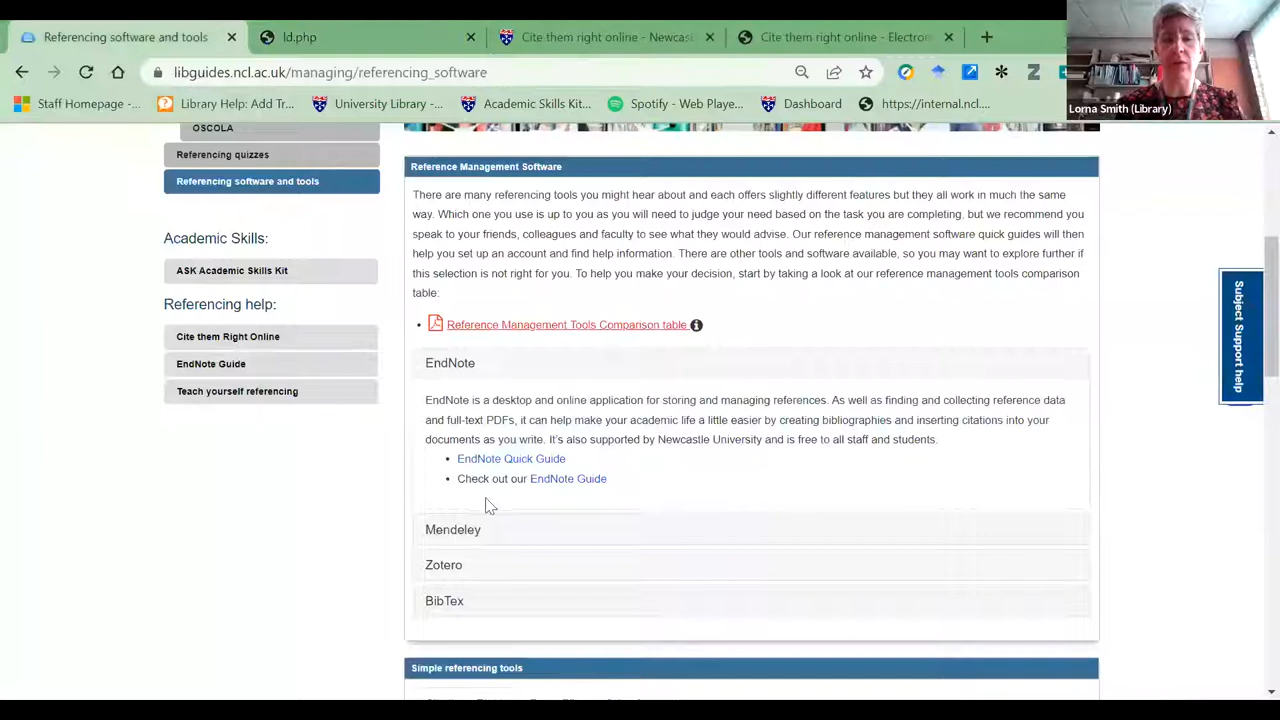 Referencing software and tools
ld.php
Cite them right online - Newcas
Cite them right online - Electron
libguides.ncl.ac.uk/managing/referencing_software
Staff Homepage -...
Library Help: Add Tr...
University Library -...
Academic Skills Kit...
Spotify - Web Playe...
Dashboard
https://internal.ncl....
Lorna Smith (Library)
OSCOLA
Referencing quizzes
Referencing software and tools
Academic Skills:
ASK Academic Skills Kit
Referencing help:
Cite them Right Online
EndNote Guide
Teach yourself referencing
Reference Management Software
There are many referencing tools you might hear about and each offers slightly different features but they all work in much the same
way. Which one you use is up to you as you will need to judge your need based on the task you are completing, but we recommend you
speak to your friends, colleagues and faculty to see what they would advise. Our reference management software quick guides will then
help you set up an account and find help information. There are other tools and software available, so you may want to explore further if
this selection is not right for you. To help you make your decision, start by taking a look at our reference management tools comparison
table:
• Reference Management Tools Comparison table
EndNote
EndNote is a desktop and online application for storing and managing references. As well as finding and collecting reference data
and full-text PDFs, it can help make your academic life a little easier by creating bibliographies and inserting citations into your
documents as you write. It's also supported by Newcastle University and is free to all staff and students.
• EndNote Quick Guide
• Check out our EndNote Guide
Mendeley
Zotero
BibTex
Simple referencing tools
Subject Support help